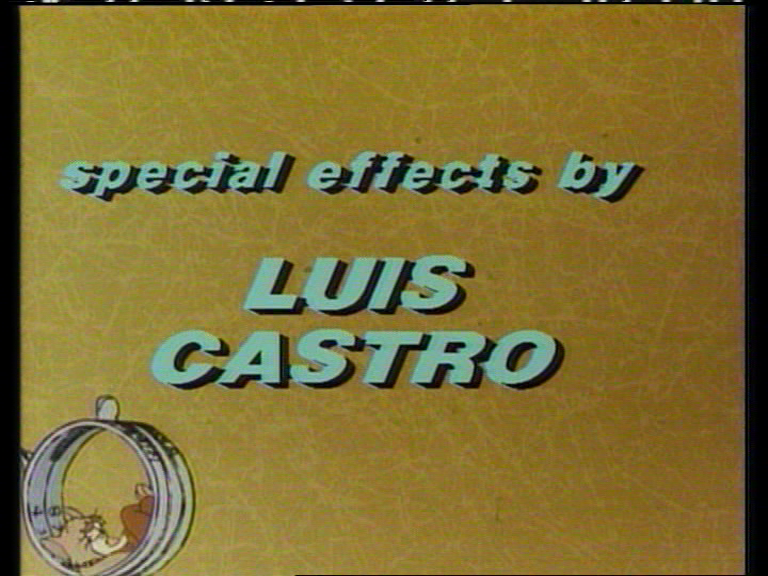 special effects by
LUIS
CASTRO